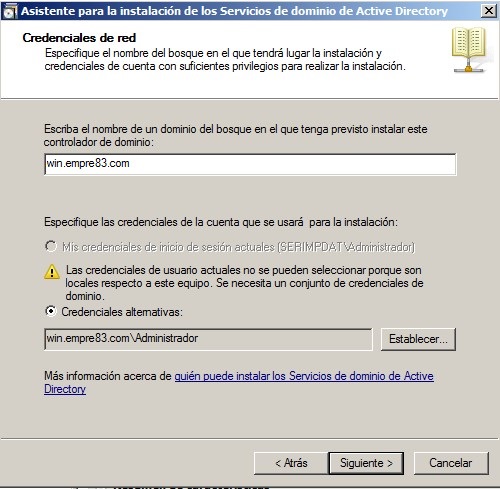 Asistente para la instalación de los Servicios de dominio de Active Directory
Credenciales de red
Especifique el nombre del bosque en el que tendrá lugar la instalación y
credenciales de cuenta con suficientes privilegios para realizar la instalación.
Escriba el nombre de un dominio del bosque en el que tenga previsto instalar este
controlador de dominio:
win.empre83.com
Especifique las credenciales de la cuenta que se usará para la instalación:
Mis credenciales de inicio de sesión actuales (SERIMPDAT\Administrador)
Las credenciales de usuario actuales no se pueden seleccionar porque son
locales respecto a este equipo. Se necesita un conjunto de credenciales de
dominio.
Credenciales alternativas:
win.empre83.com\Administrador
Establecer...
Más información acerca de quién puede instalar los Servicios de dominio de Active
Directory
< Atrás
Siguiente >
Cancelar